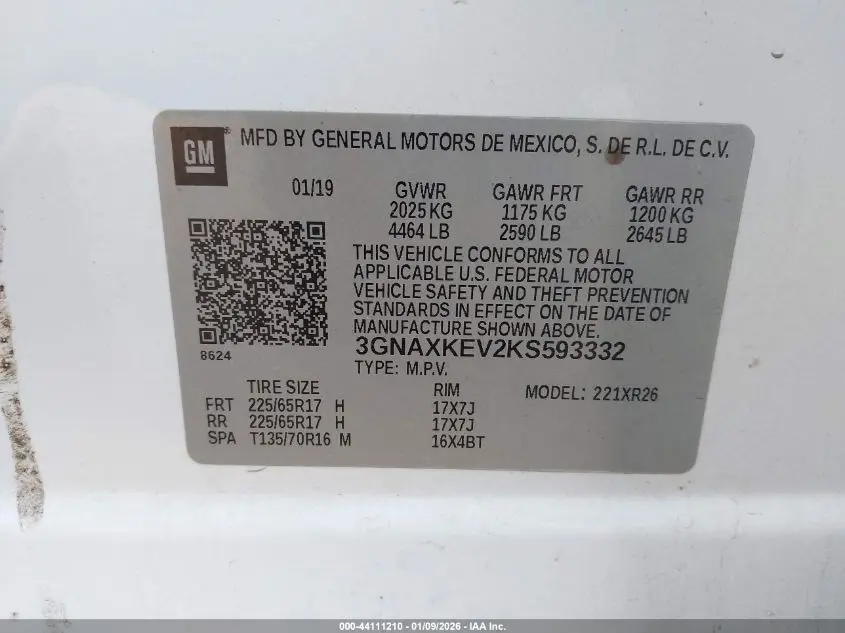 GM® MFD BY GENERAL MOTORS DE MEXICO, S. DE R.L. DE C.V.
01/19 GVWR GAWR FRT GAWR RR
2025 KG 1175 KG 1200 KG
4464 LB 2590 LB 2645 LB
THIS VEHICLE CONFORMS TO ALL
APPLICABLE U.S. FEDERAL MOTOR
VEHICLE SAFETY AND THEFT PREVENTION
STANDARDS IN EFFECT ON THE DATE OF
MANUFACTURE SHOWN ABOVE.
8624 3GNAXKEV2KS593332
TYPE: M.P.V.
TIRE SIZE RIM MODEL: 221XR26
FRT 225/65R17 H 17X7J
RR 225/65R17 H 17X7J
SPA T135/70R16 M 16X4BT
000-44111210 - 01/09/2026 - IAA Inc.